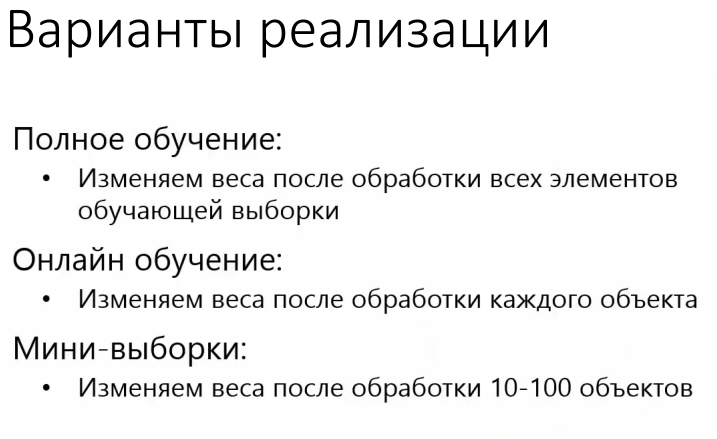 Варианты реализации
Полное обучение:
• Изменяем веса после обработки всех элементов
обучающей выборки
Онлайн обучение:
• Изменяем веса после обработки каждого объекта
Мини-выборки:
• Изменяем веса после обработки 10-100 объектов